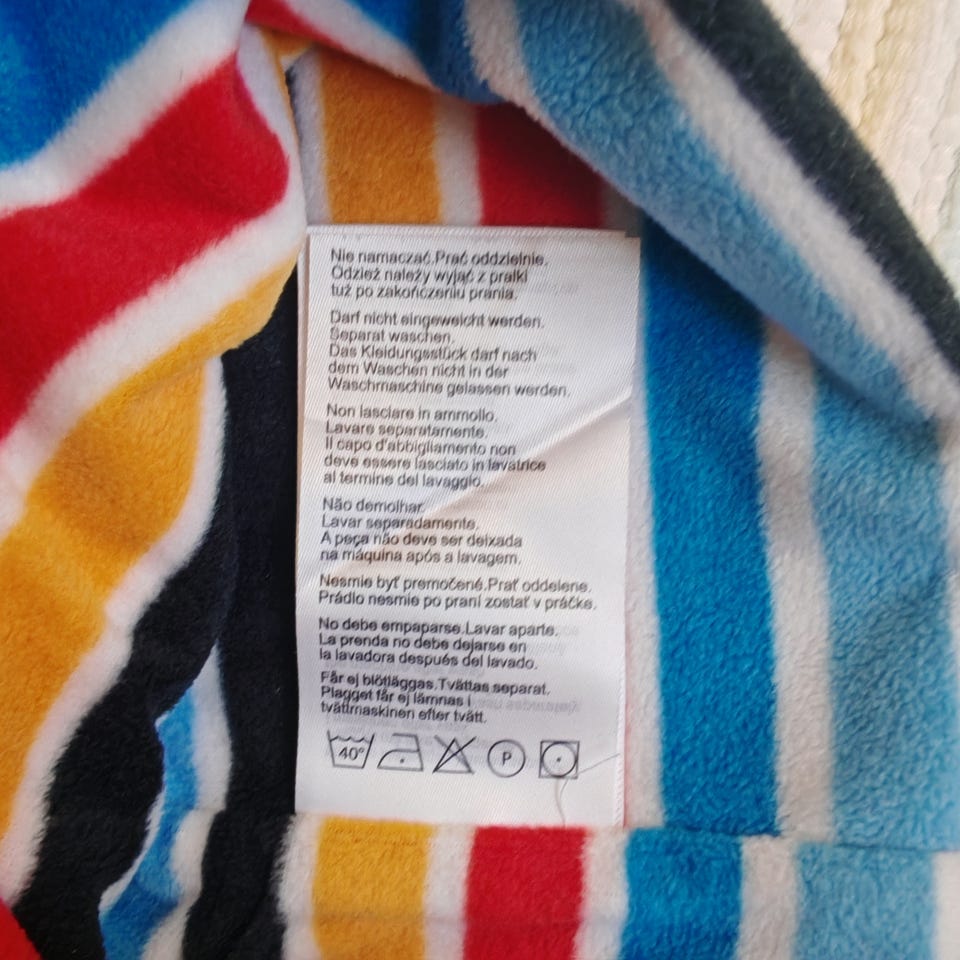 Nie namaczać.Prać oddzielnie.
Odzież należy wyjąć z pralki
tuż po zakończeniu prania.
Darf nicht eingeweicht werden.
Separat waschen.
Das Kleidungsstück darf nach
dem Waschen nicht in der
Waschmaschine gelassen werden.
Non lasciare in ammollo.
Lavare separatamente.
Il capo d'abbigliamento non
deve essere lasciato in lavatrice
al termine del lavaggio.
Não demolhar.
Lavar separadamente.
A peça não deve ser deixada
na máquina após a lavagem.
Nesmie byť premočené.Prať oddelene.
Prádlo nesmie po praní zostať v práčke.
No debe empaparse.Lavar aparte.
La prenda no debe dejarse en
la lavadora después del lavado.
Får ej blötläggas.Tvättas separat.
Plagget får ej lämnas i
tvättmaskinen efter tvätt.
40° P